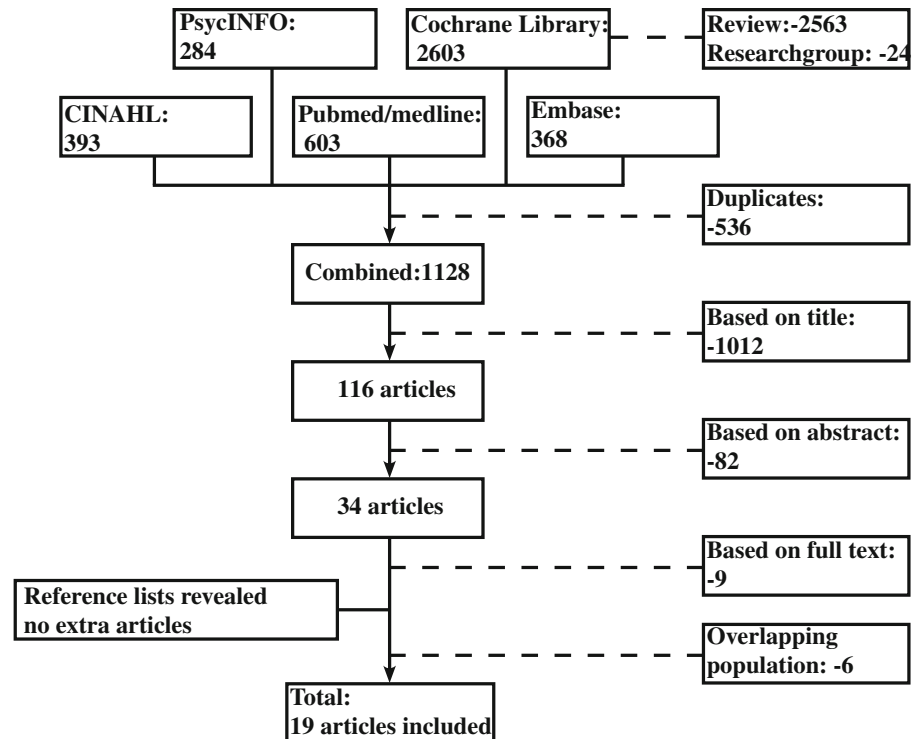 PsycINFO:
284
Cochrane Library:
2603
Review:-2563
Researchgroup: -24
CINAHL:
393
Pubmed/medline:
603
Embase:
368
Duplicates:
-536
Combined:1128
Based on title:
-1012
116 articles
Based on abstract:
-82
34 articles
Based on full text:
-9
Reference lists revealed
no extra articles
Overlapping
population: -6
Total:
19 articles included